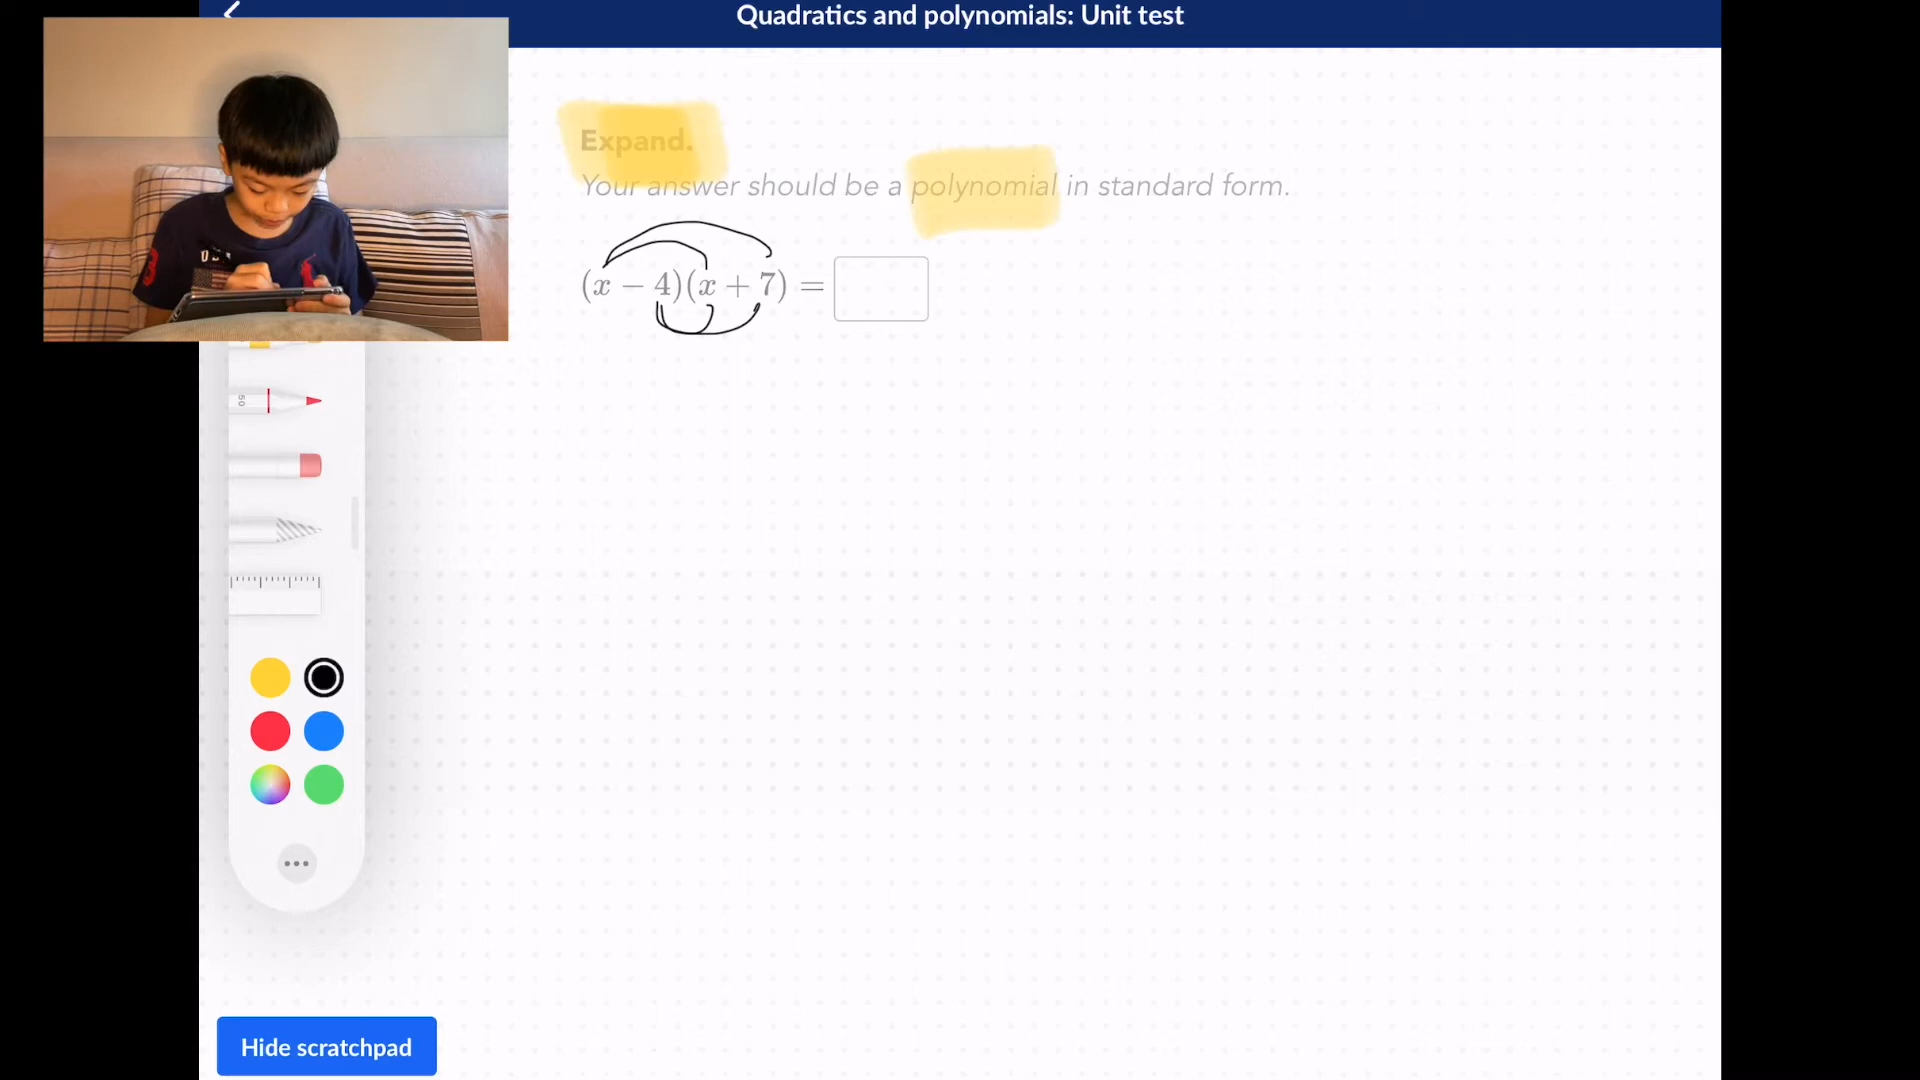 Quadratics and polynomials: Unit test
Expand.
Your answer should be a polynomial in standard form.
(x − 4)(x + 7) =
50
Hide scratchpad